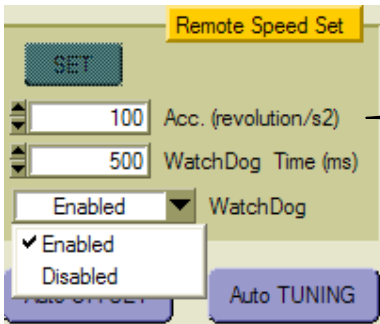 Remote Speed Set
SET
100 Acc. (revolution/s2)
500 WatchDog Time (ms)
Enabled WatchDog
✔ Enabled
Disabled
Auto TUNING